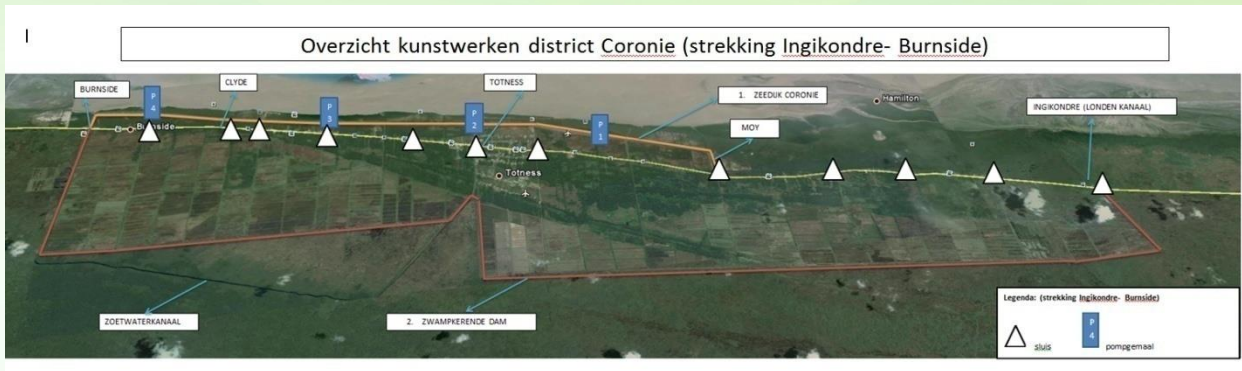 Overzicht kunstwerken district Coronie (strekking Ingikondre- Burnside)
BURNSIDE
P 4
CLYDE
P 3
TOTNESS
P 2
P 1
1. ZEEDIJK CORONIE
MOY
Hamilton
INGIKONDRE (LONDEN KANAAL)
Burnside
Totness
ZOETWATERKANAAL
2. ZWAMPKERENDE DAM
Legenda: (strekking Ingikondre- Burnside)
sluis
P 4
pompgemaal